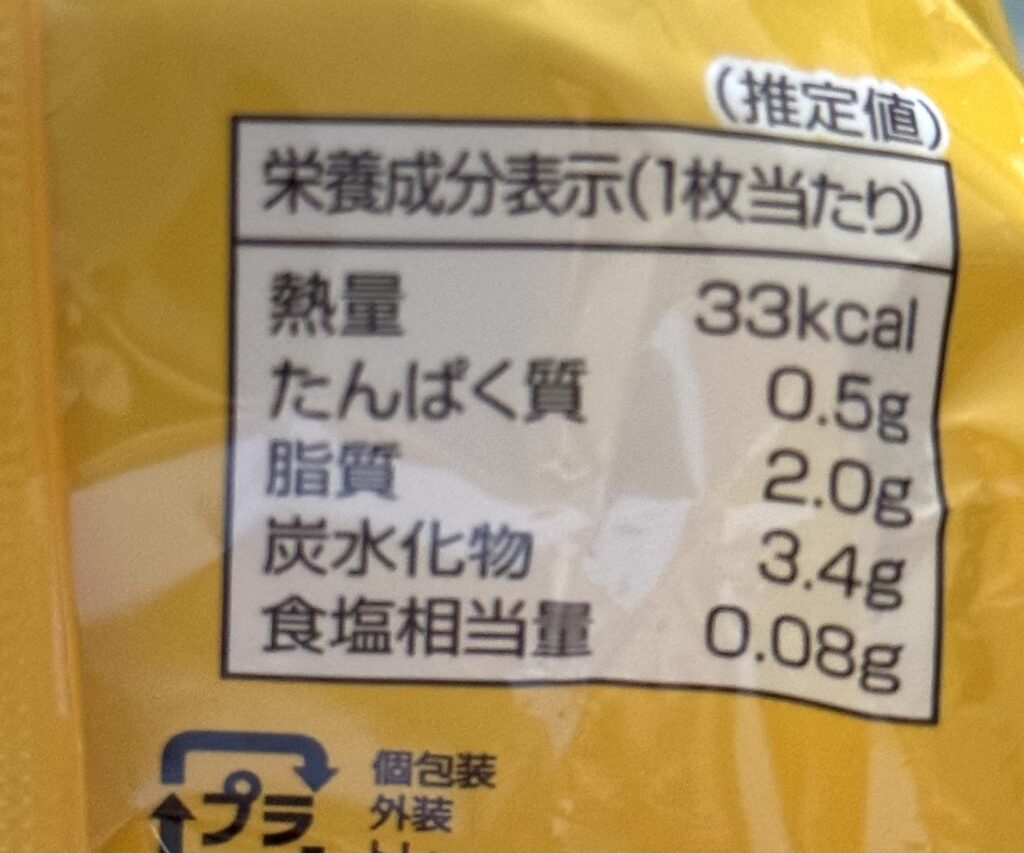 (推定値)
栄養成分表示(1枚当たり)
熱量 33kcal
たんぱく質 0.5g
脂質 2.0g
炭水化物 3.4g
食塩相当量 0.08g
プラ
個包装
外装